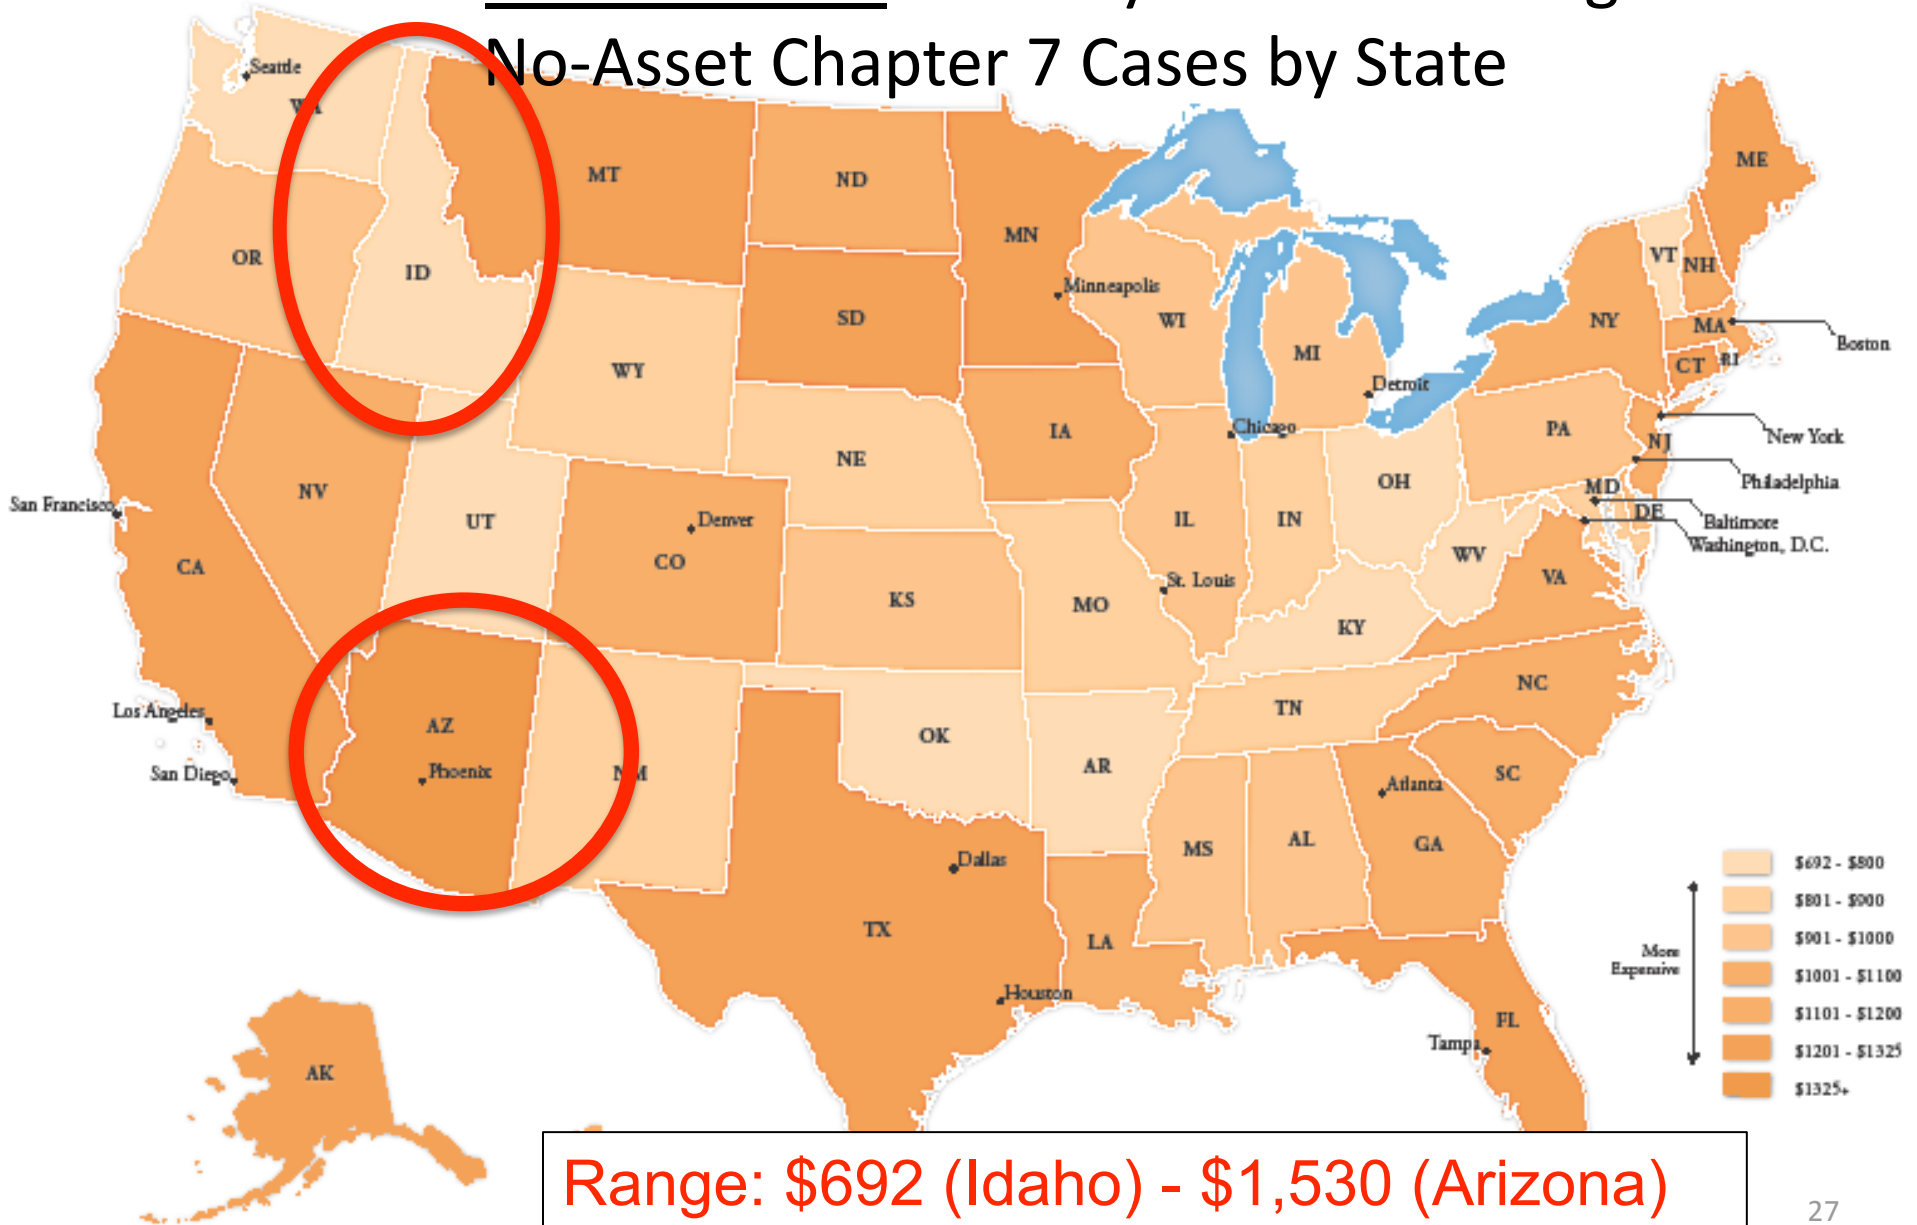 No-Asset Chapter 7 Cases by State
Seattle
WA
MT
ND
ME
OR
ID
MN
VT
NH
Minneapolis
SD
WI
NY
MA
Boston
WY
MI
CT
RI
Detroit
IA
Chicago
PA
NJ
New York
NE
OH
Philadelphia
NV
MD
San Francisco
UT
Denver
IL
IN
DE
Baltimore
Washington, D.C.
CO
WV
CA
VA
St. Louis
KS
MO
KY
NC
Los Angeles
AZ
TN
OK
AR
SC
San Diego
Phoenix
NM
Atlanta
MS
AL
GA
Dallas
TX
LA
Houston
FL
Tampa
AK
$692 - $800
$801 - $900
$901 - $1000
More
Expensive
$1001 - $1100
$1101 - $1200
$1201 - $1325
$1325+
Range: $692 (Idaho) - $1,530 (Arizona)
27